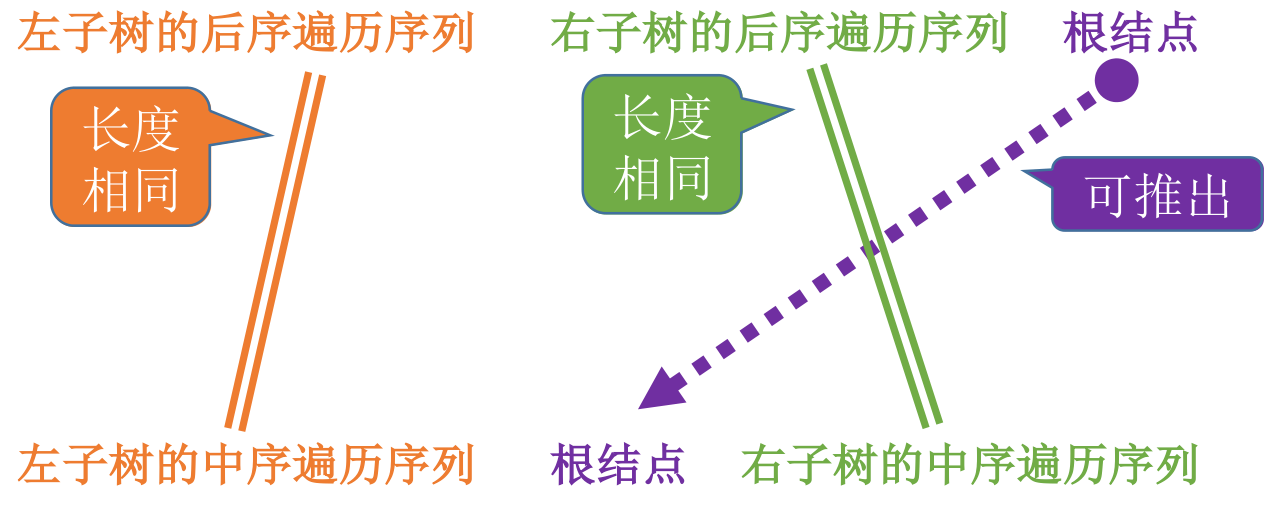 左子树的后序遍历序列
右子树的后序遍历序列
根结点
长度
相同
长度
相同
可推出
左子树的中序遍历序列
根结点
右子树的中序遍历序列